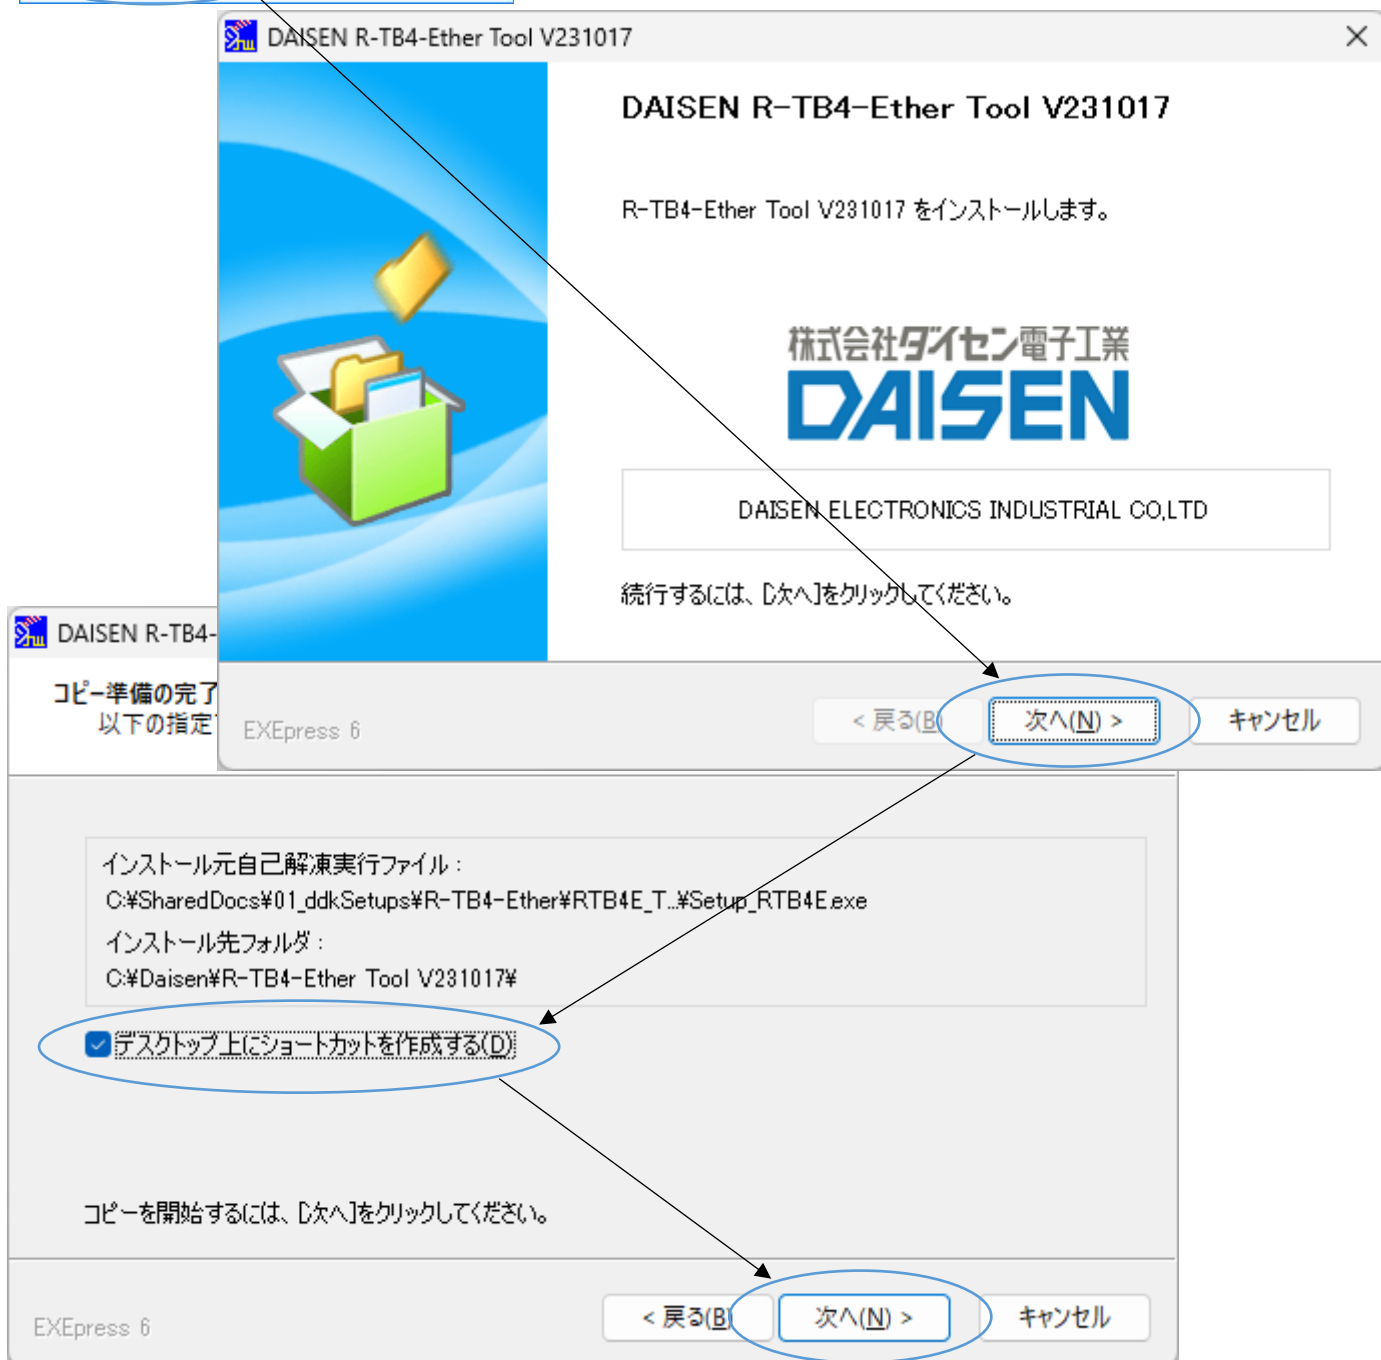 DAISEN R-TB4-Ether Tool V231017
DAISEN R-TB4-Ether Tool V231017
R-TB4-Ether Tool V231017 をインストールします。
株式会社ダイセン電子工業
DAISEN
DAISEN ELECTRONICS INDUSTRIAL CO,LTD
続行するには、[次へ]をクリックしてください。
EXEpress 6
< 戻る(B)
次へ(N) >
キャンセル
DAISEN R-TB4-
コピー準備の完了
以下の指定
インストール元自己解凍実行ファイル :
C:¥SharedDocs¥01_ddkSetups¥R-TB4-Ether¥RTB4E_T...¥Setup_RTB4E.exe
インストール先フォルダ :
C:¥Daisen¥R-TB4-Ether Tool V231017¥
デスクトップ上にショートカットを作成する(D)
コピーを開始するには、[次へ]をクリックしてください。
EXEpress 6
< 戻る(B)
次へ(N) >
キャンセル